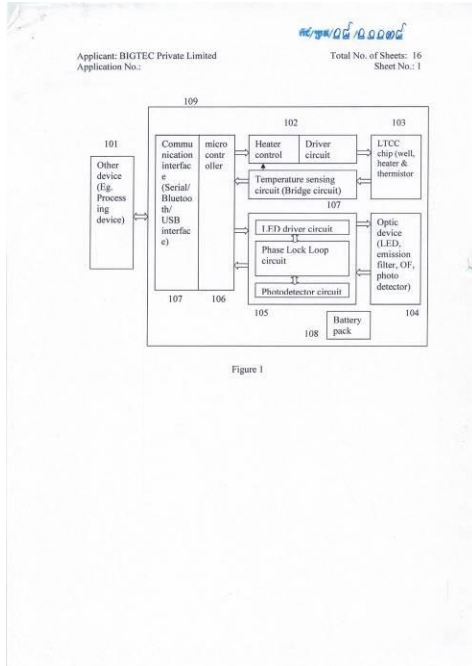 Applicant: BIGTEC Private Limited
Total No. of Sheets: 16
Application No.:
Sheet No.: 1
109
102
103
101
Other
device
(Eg.
Process
ing
device)
Commu
nication
interfac
e
(Serial/
Bluetoo
th/
USB
interfac
e)
micro
contr
oller
Heater
control
Driver
circuit
Temperature sensing
circuit (Bridge circuit)
107
LTCC
chip (well,
heater &
thermistor
LED driver circuit
Phase Lock Loop
circuit
Photodetector circuit
Optic
device
(LED,
emission
filter, OF,
photo
detector)
107
106
105
104
108
Battery
pack
Figure 1